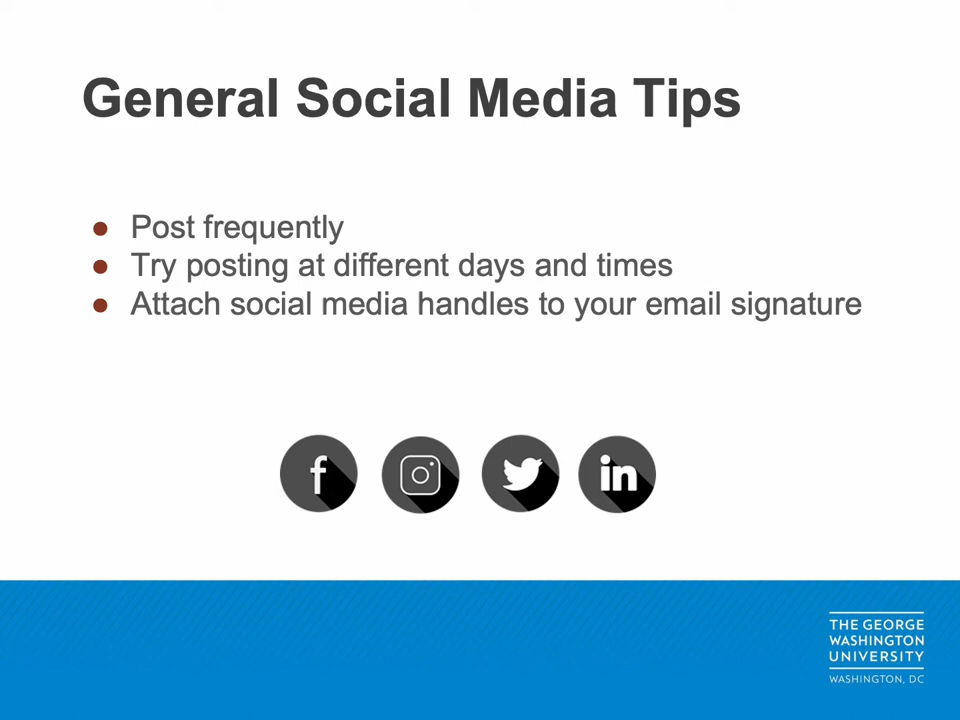 General Social Media Tips
● Post frequently
● Try posting at different days and times
● Attach social media handles to your email signature
f
in
THE GEORGE
WASHINGTON
UNIVERSITY
WASHINGTON, DC